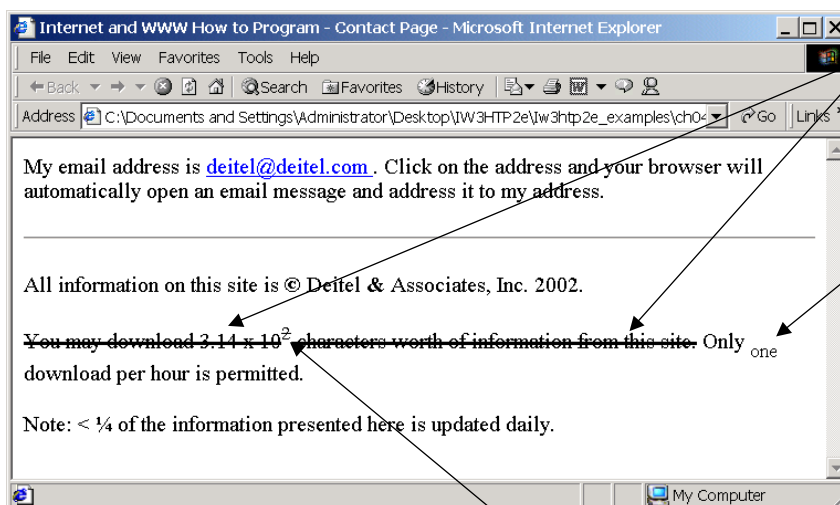 Internet and WWW How to Program - Contact Page - Microsoft Internet Explorer
File Edit View Favorites Tools Help
Back Search Favorites History
Address C:\Documents and Settings\Administrator\Desktop\IW3HTP2e\Iw3htp2e_examples\ch04 Go Links
My email address is deitel@deitel.com . Click on the address and your browser will
automatically open an email message and address it to my address.
All information on this site is © Deitel & Associates, Inc. 2002.
You may download 3.14 x 10² characters worth of information from this site. Only one
download per hour is permitted.
Note: < ¼ of the information presented here is updated daily.
My Computer